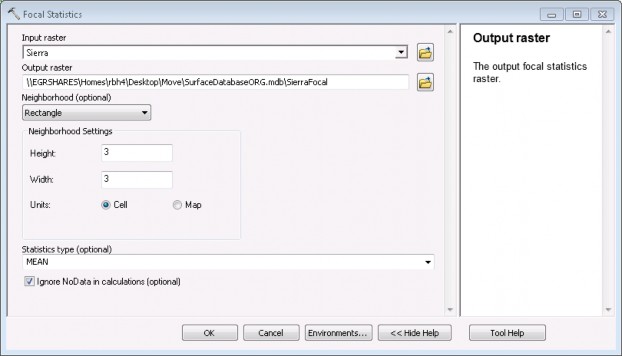 Focal Statistics
Input raster
Sierra
Output raster
\\EGRSHARES\Homes\rbh4\Desktop\Move\SurfaceDatabaseORG.mdb\SierraFocal
Neighborhood (optional)
Rectangle
Neighborhood Settings
Height:
3
Width:
3
Units:
Cell
Map
Statistics type (optional)
MEAN
Ignore NoData in calculations (optional)
OK
Cancel
Environments...
<< Hide Help
Output raster
The output focal statistics
raster.
Tool Help